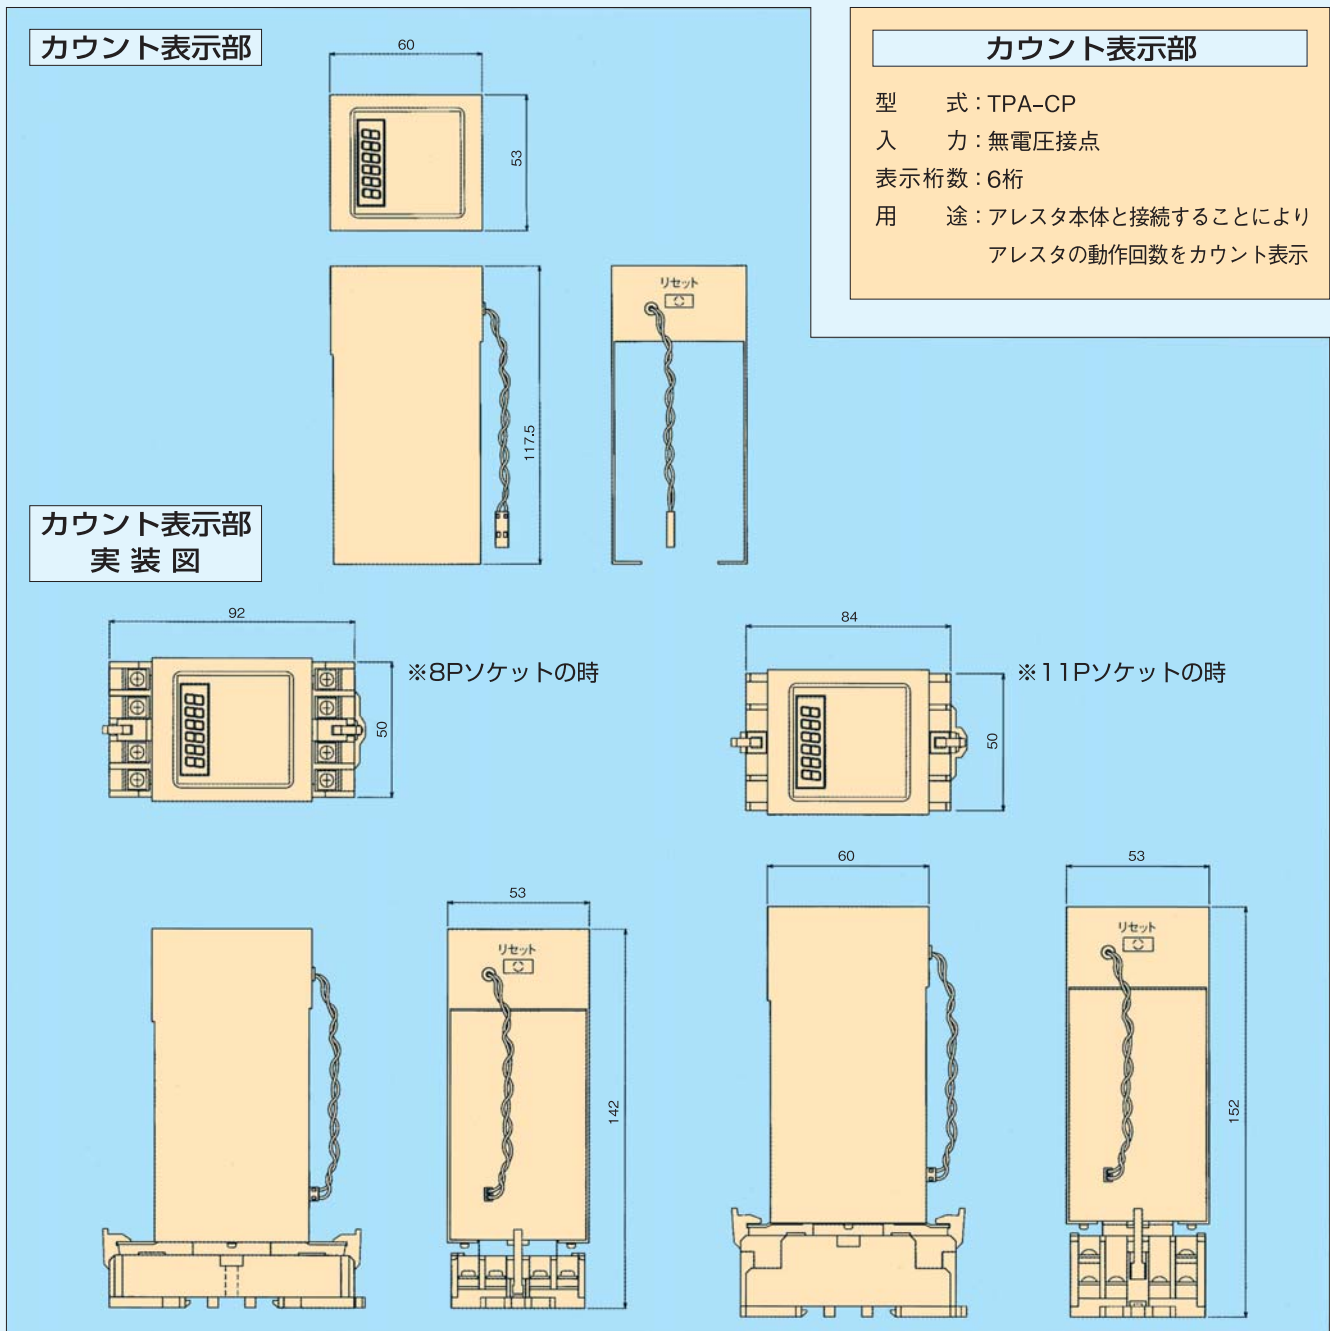 カウント表示部
60
53
カウント表示部
型 式：TPA-CP
入 力：無電圧接点
表示桁数：6桁
用 途：アレスタ本体と接続することにより
アレスタの動作回数をカウント表示
リセット
117.5
カウント表示部
実装図
92
※8Pソケットの時
50
84
※11Pソケットの時
50
53
リセット
142
60
53
リセット
152